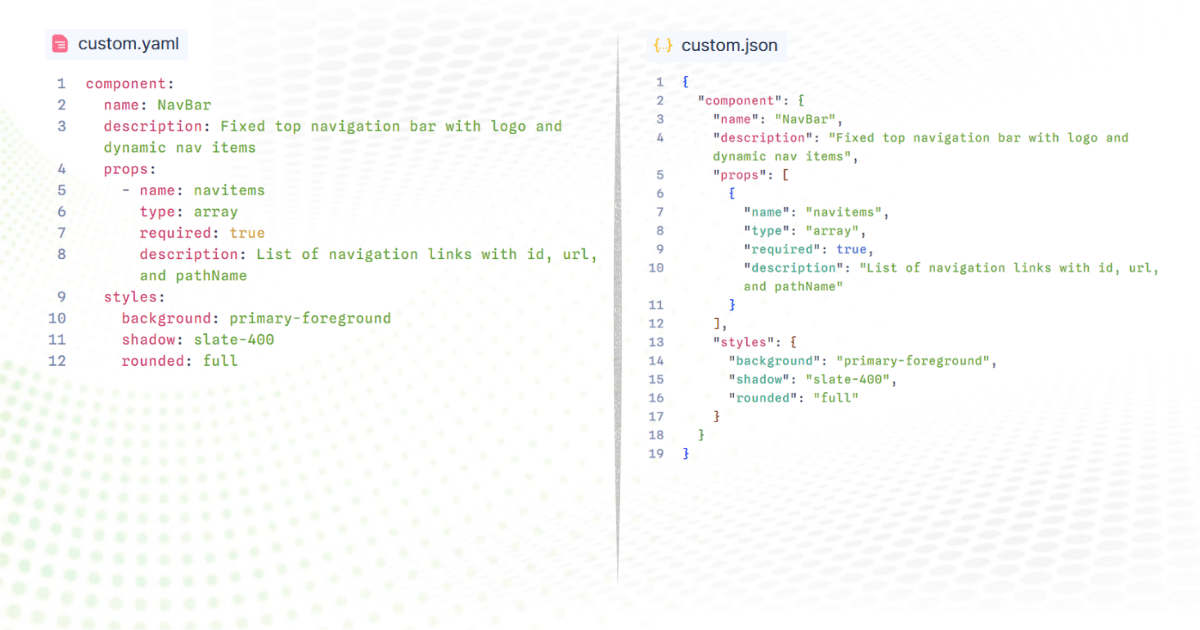 custom.yaml
1 component:
2   name: NavBar
3   description: Fixed top navigation bar with logo and
  dynamic nav items
4   props:
5     - name: navitems
6       type: array
7       required: true
8       description: List of navigation links with id, url,
      and pathName
9   styles:
10     background: primary-foreground
11     shadow: slate-400
12     rounded: full
{..} custom.json
1 {
2   "component": {
3     "name": "NavBar",
4     "description": "Fixed top navigation bar with logo and
    dynamic nav items",
5     "props": [
6       {
7         "name": "navitems",
8         "type": "array",
9         "required": true,
10         "description": "List of navigation links with id, url,
        and pathName"
11       }
12     ],
13     "styles": {
14       "background": "primary-foreground",
15       "shadow": "slate-400",
16       "rounded": "full"
17     }
18   }
19 }